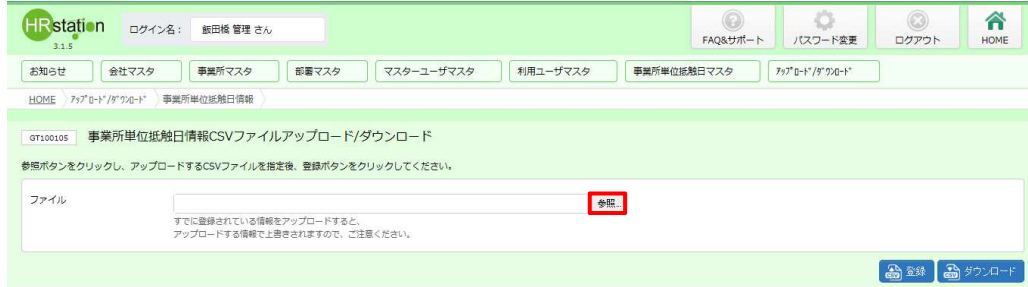 HRstation
3.1.5
ログイン名： 飯田橋 管理 さん
FAQ&サポート
パスワード変更
ログアウト
HOME
お知らせ
会社マスタ
事業所マスタ
部署マスタ
マスターユーザマスタ
利用ユーザマスタ
事業所単位抵触日マスタ
ｱｯﾌﾟﾛｰﾄﾞ/ﾀﾞｳﾝﾛｰﾄﾞ
HOME ｱｯﾌﾟﾛｰﾄﾞ/ﾀﾞｳﾝﾛｰﾄﾞ 事業所単位抵触日情報
GT100105 事業所単位抵触日情報CSVファイルアップロード/ダウンロード
参照ボタンをクリックし、アップロードするCSVファイルを指定後、登録ボタンをクリックしてください。
ファイル
参照...
すでに登録されている情報をアップロードすると、
アップロードする情報で上書きされますので、ご注意ください。
CSV 登録
CSV ダウンロード